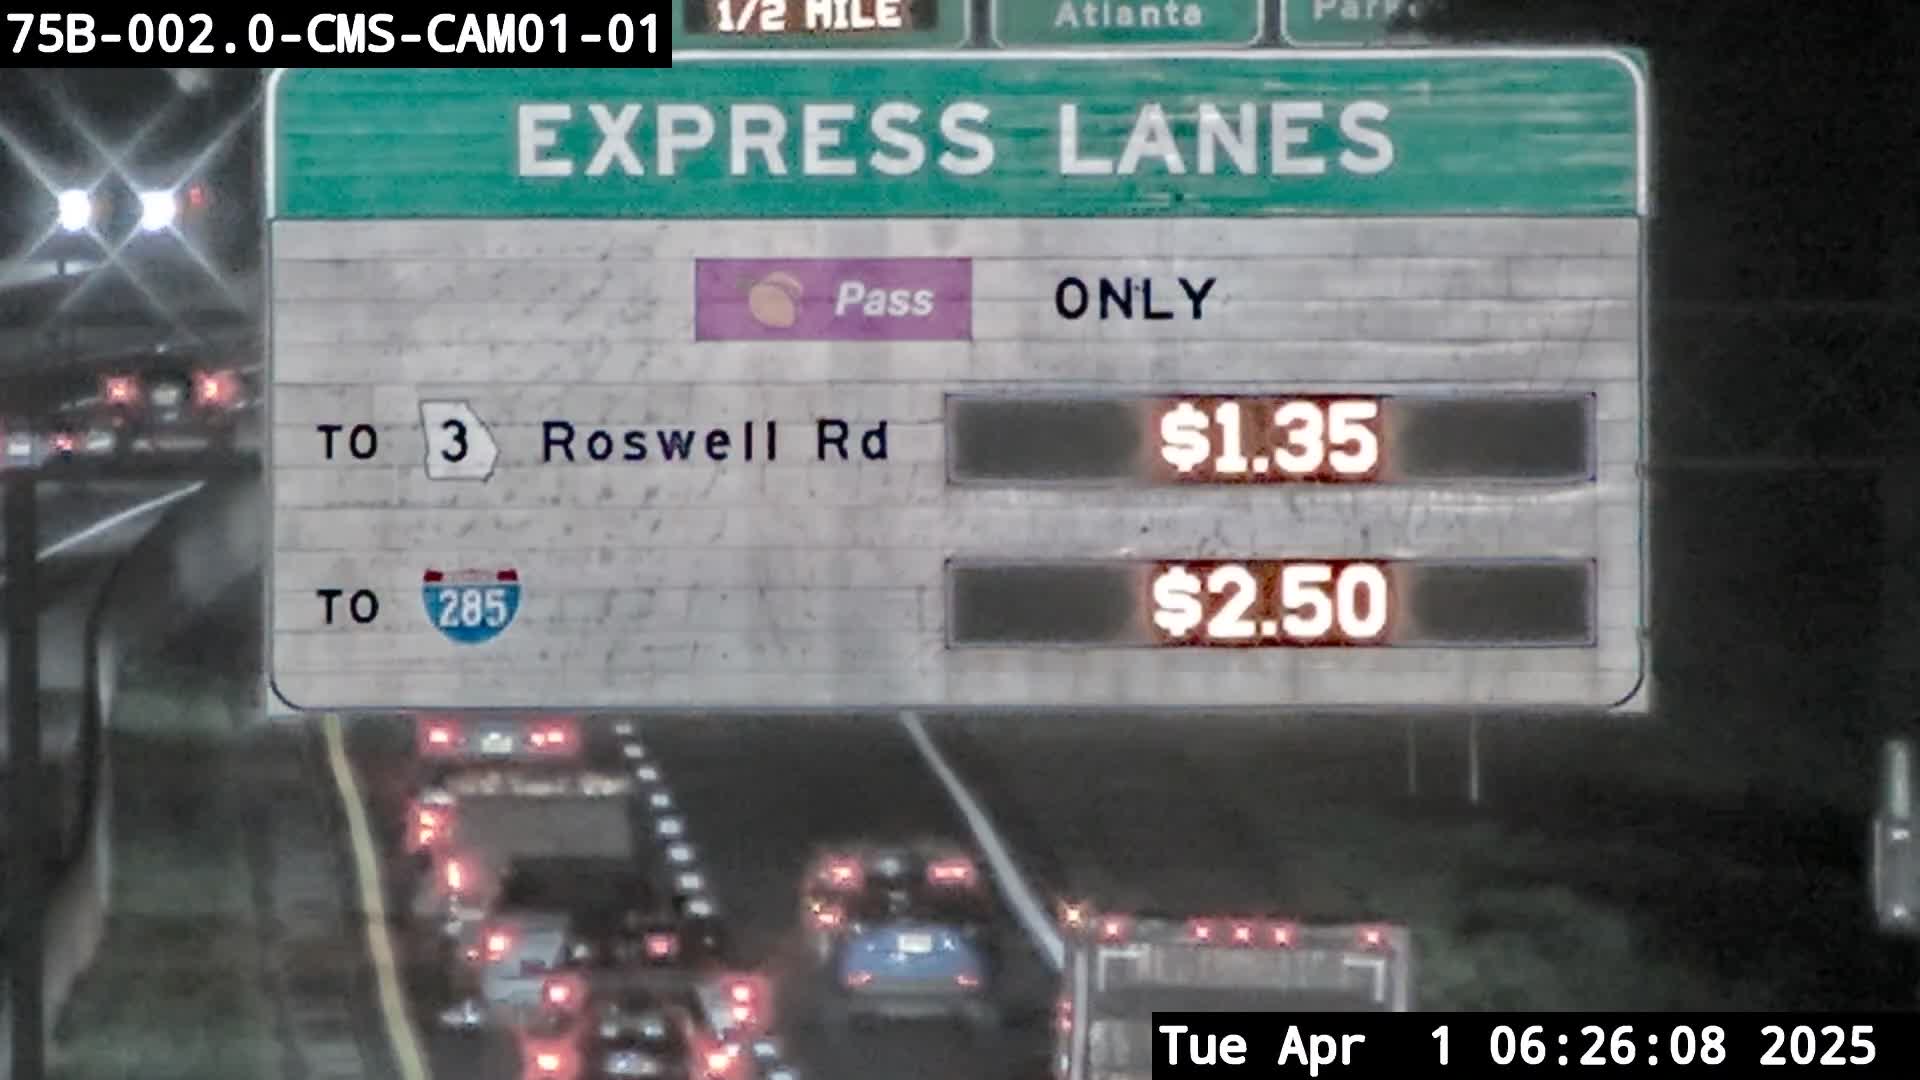 75B-002.0-CMS-CAM01-01
1/2 MILE
Atlanta
EXPRESS LANES
Pass ONLY
TO 3 Roswell Rd $1.35
TO 285 $2.50
Tue Apr 1 06:26:08 2025